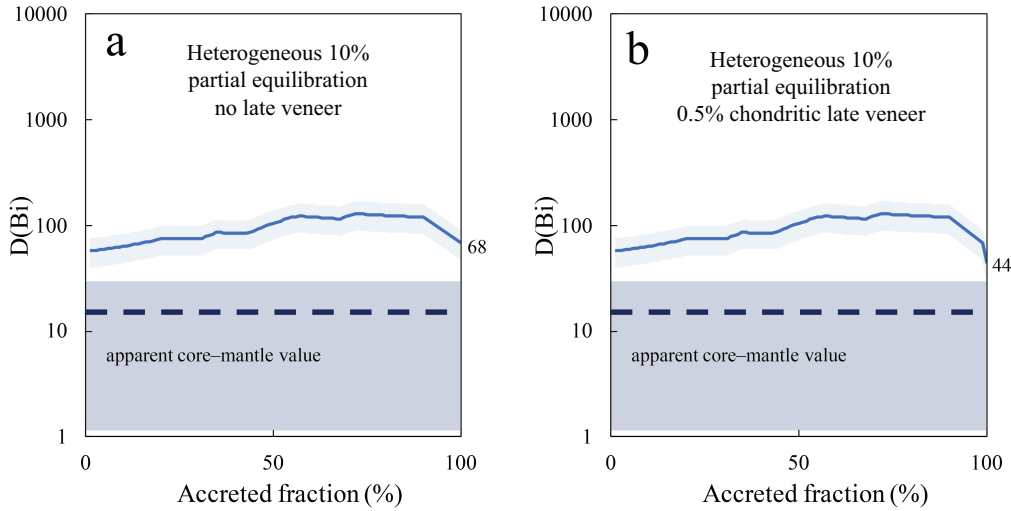 a
Heterogeneous 10%
partial equilibration
no late veneer
10000
1000
100
10
1
D(Bi)
68
apparent core–mantle value
0
50
100
Accreted fraction (%)
b
Heterogeneous 10%
partial equilibration
0.5% chondritic late veneer
10000
1000
100
10
1
D(Bi)
44
apparent core–mantle value
0
50
100
Accreted fraction (%)